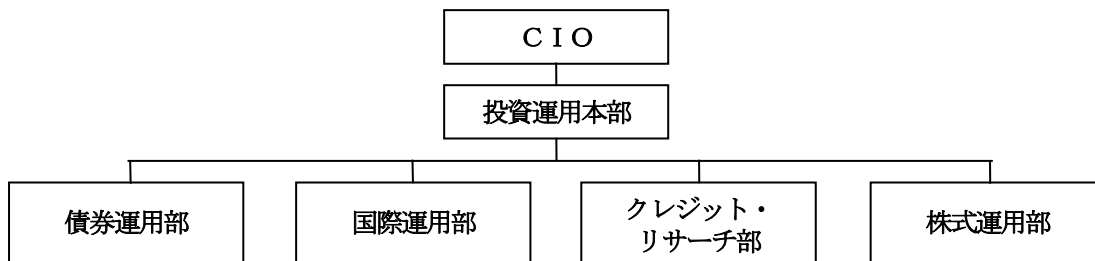 ＣＩＯ
投資運用本部
債券運用部
国際運用部
クレジット・
リサーチ部
株式運用部